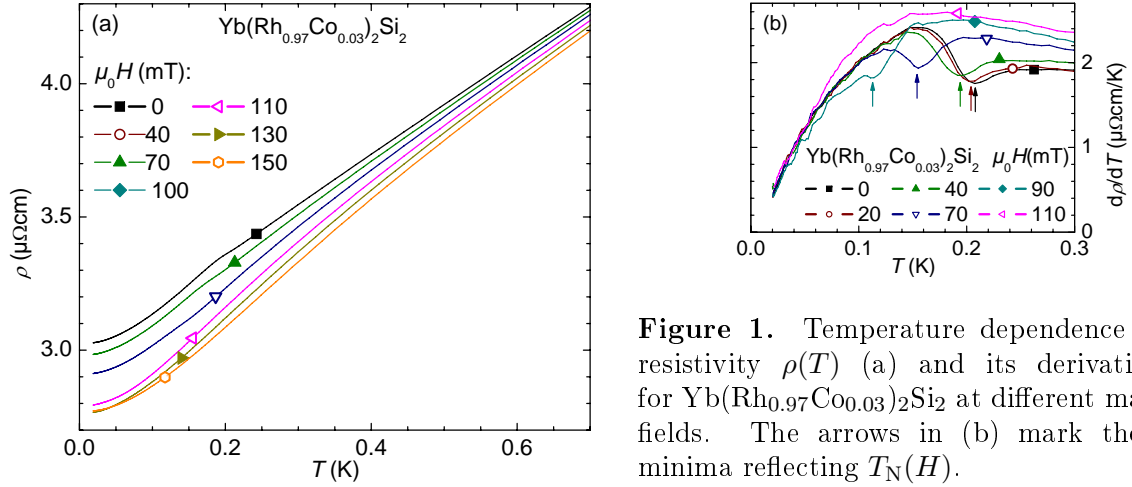 (a)
Yb(Rh0.97Co0.03)2Si2
μ0H (mT):
0
40
70
100
110
130
150
4.0
3.5
3.0
ρ (μΩcm)
0.0 0.2 0.4 0.6
T (K)
(b)
2
1
0
dρ/dT (μΩcm/K)
Yb(Rh0.97Co0.03)2Si2 μ0H(mT)
0 40 90
20 70 110
0.0 0.1 0.2 0.3
T (K)
Figure 1. Temperature dependence
resistivity ρ(T) (a) and its derivati
for Yb(Rh0.97Co0.03)2Si2 at different ma
fields. The arrows in (b) mark the
minima reflecting TN(H).